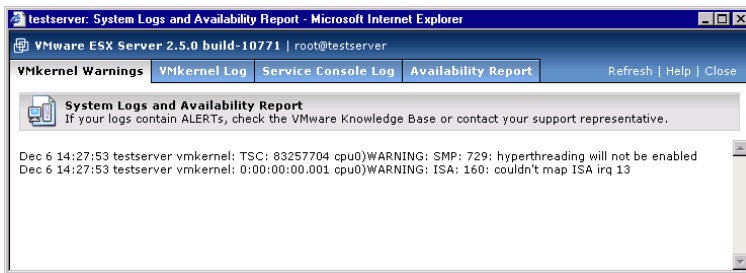 testserver: System Logs and Availability Report - Microsoft Internet Explorer
VMware ESX Server 2.5.0 build-10771 | root@testserver
VMkernel Warnings VMkernel Log Service Console Log Availability Report Refresh | Help | Close
System Logs and Availability Report
If your logs contain ALERTs, check the VMware Knowledge Base or contact your support representative.
Dec 6 14:27:53 testserver vmkernel: TSC: 83257704 cpu0)WARNING: SMP: 729: hyperthreading will not be enabled
Dec 6 14:27:53 testserver vmkernel: 0:00:00:00.001 cpu0)WARNING: ISA: 160: couldn't map ISA irq 13